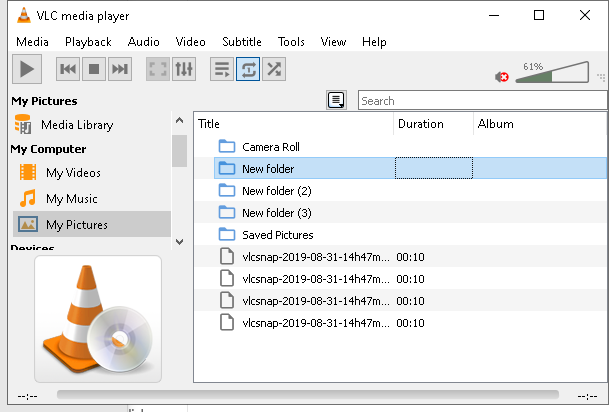 VLC media player
Media Playback Audio Video Subtitle Tools View Help
61%
Search
My Pictures
Media Library
My Computer
My Videos
My Music
My Pictures
Devices
Title Duration Album
Camera Roll
New folder
New folder (2)
New folder (3)
Saved Pictures
vlcsnap-2019-08-31-14h47m... 00:10
vlcsnap-2019-08-31-14h47m... 00:10
vlcsnap-2019-08-31-14h47m... 00:10
vlcsnap-2019-08-31-14h47m... 00:10
--:-- --:--